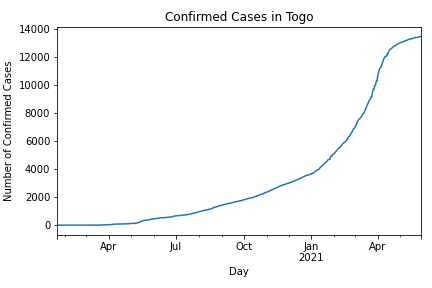 Confirmed Cases in Togo
Number of Confirmed Cases
14000
12000
10000
8000
6000
4000
2000
0
Apr
Jul
Oct
Jan
2021
Apr
Day